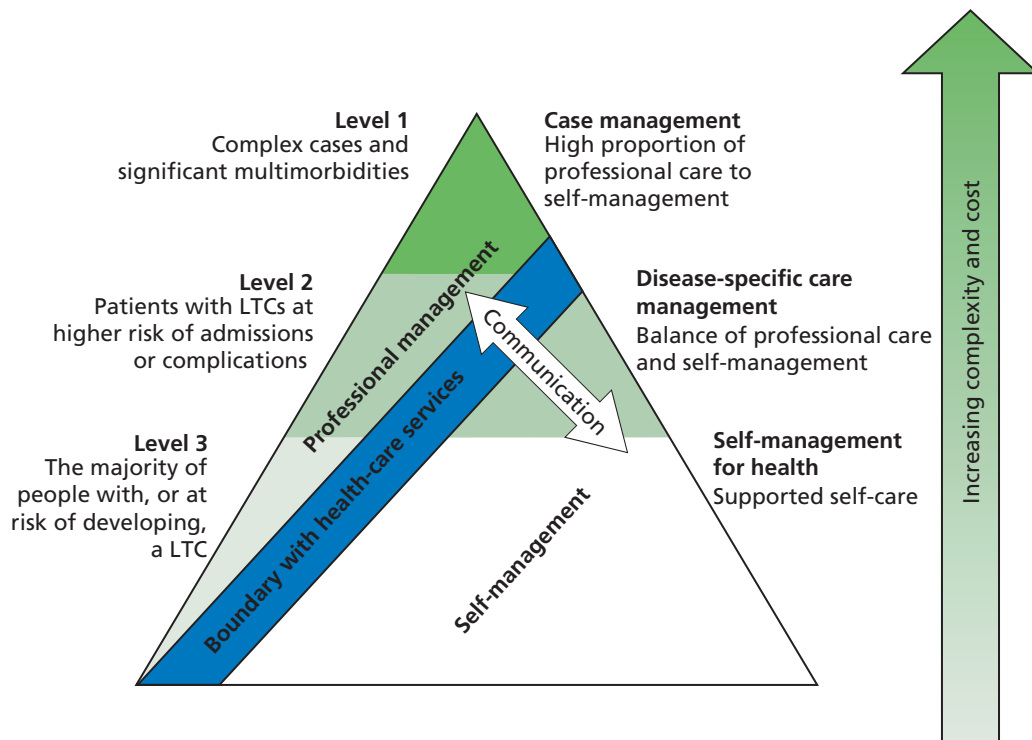 Level 1
Complex cases and
significant multimorbidities
Case management
High proportion of
professional care to
self-management
Level 2
Patients with LTCs at
higher risk of admissions
or complications
Disease-specific care
management
Balance of professional care
and self-management
Level 3
The majority of
people with, or at
risk of developing,
a LTC
Self-management
for health
Supported self-care
Professional management
Boundary with health-care services
Communication
Self-management
Increasing complexity and cost